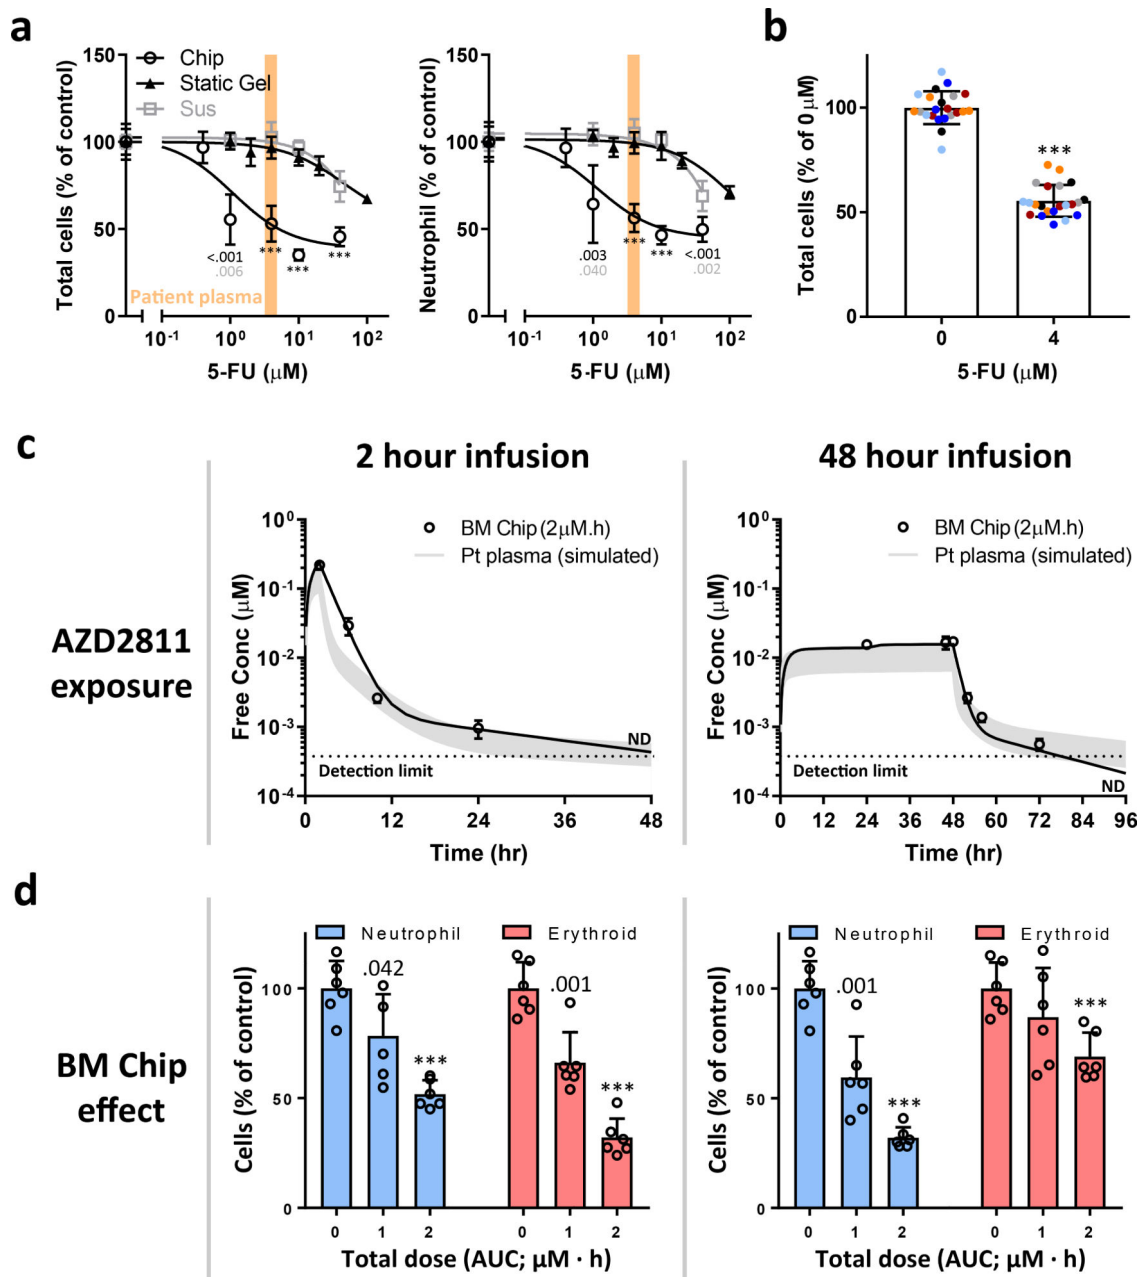 a
150
100
50
0
Total cells (% of control)
Chip
Static Gel
Sus
<.001
.006
***
***
***
Patient plasma
10⁻¹ 10⁰ 10¹ 10²
5-FU (µM)
150
100
50
0
Neutrophil (% of control)
.003
.040
***
***
<.001
.002
10⁻¹ 10⁰ 10¹ 10²
5-FU (µM)
b
100
50
0
Total cells (% of 0 µM)
***
0 4
5-FU (µM)
c
2 hour infusion
48 hour infusion
AZD2811
exposure
10⁰
10⁻¹
10⁻²
10⁻³
10⁻⁴
Free Conc (µM)
BM Chip (2µM.h)
Pt plasma (simulated)
ND
Detection limit
0 12 24 36 48
Time (hr)
10⁰
10⁻¹
10⁻²
10⁻³
10⁻⁴
Free Conc (µM)
BM Chip (2µM.h)
Pt plasma (simulated)
Detection limit
ND
0 12 24 36 48 60 72 84 96
Time (hr)
d
BM Chip
effect
Neutrophil
Erythroid
100
50
0
Cells (% of control)
.042
***
.001
***
0 1 2 0 1 2
Total dose (AUC; µM · h)
Neutrophil
Erythroid
100
50
0
Cells (% of control)
.001
***
***
0 1 2 0 1 2
Total dose (AUC; µM · h)